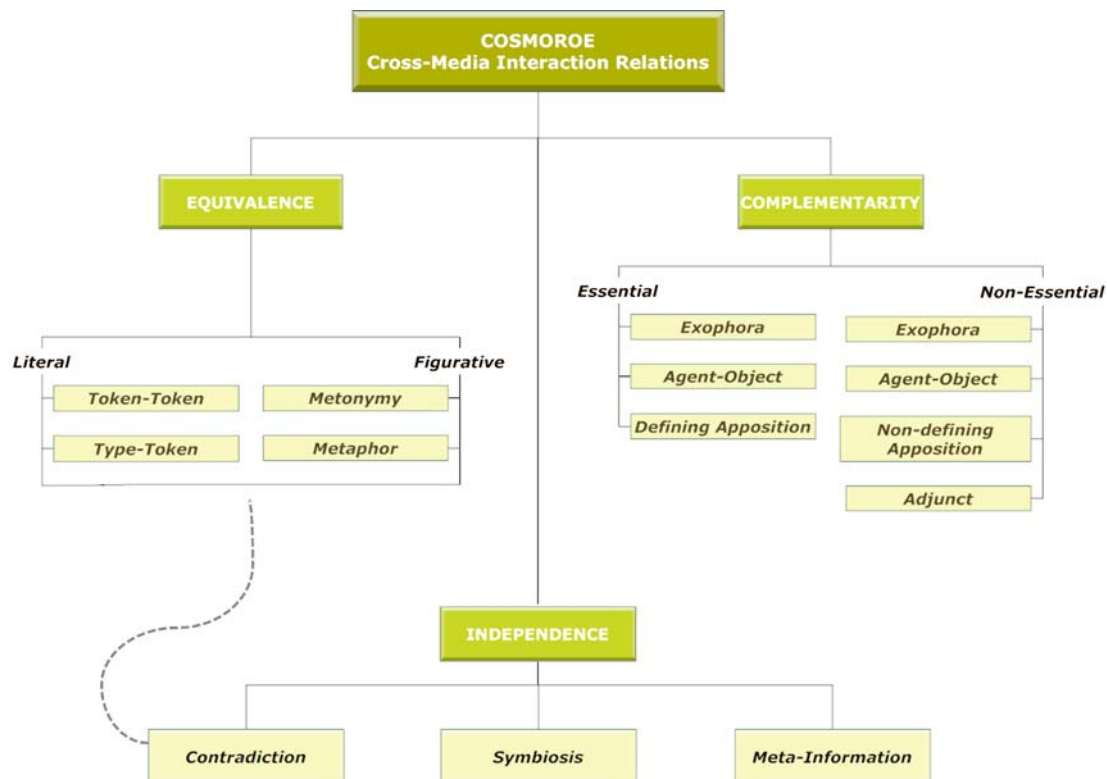 COSMOROE
Cross-Media Interaction Relations
EQUIVALENCE
COMPLEMENTARITY
Essential
Non-Essential
Exophora
Exophora
Agent-Object
Agent-Object
Defining Apposition
Non-defining
Apposition
Adjunct
Literal
Figurative
Token-Token
Metonymy
Type-Token
Metaphor
INDEPENDENCE
Contradiction
Symbiosis
Meta-Information